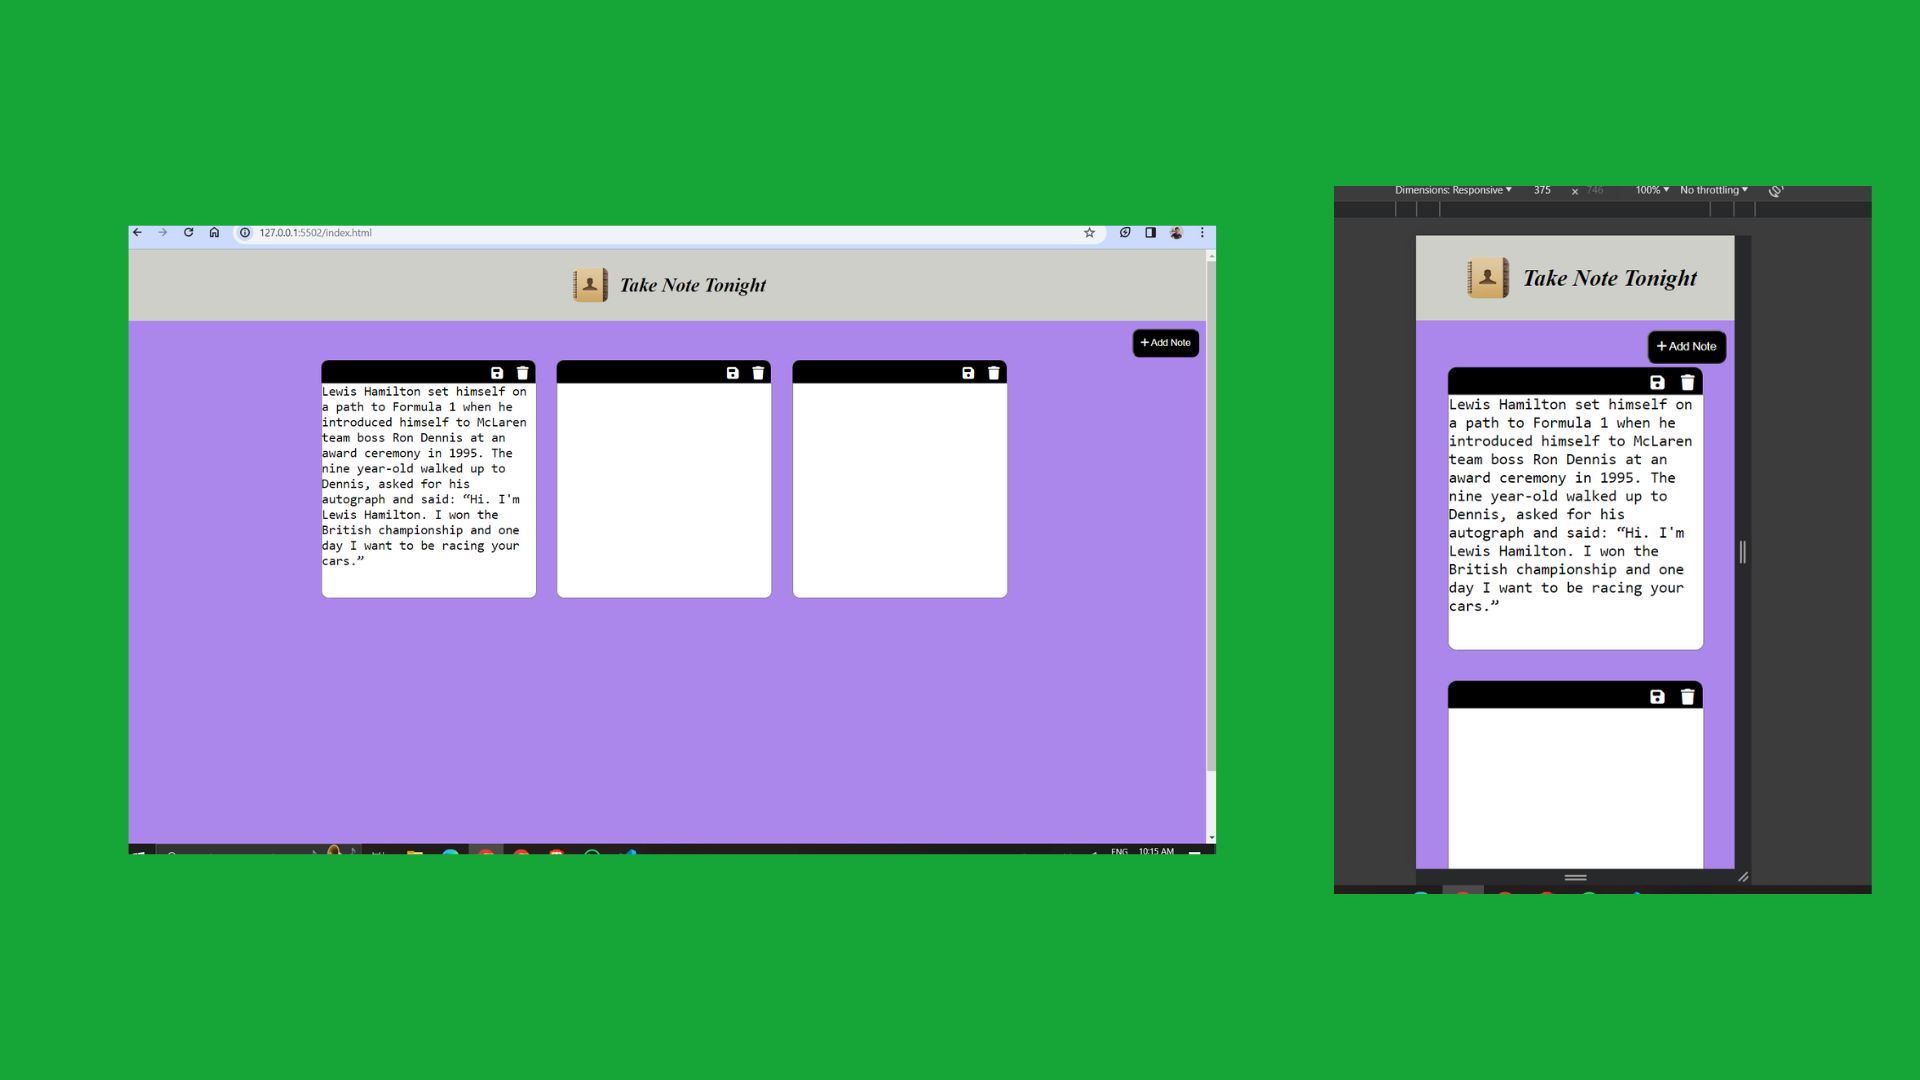 127.0.0.1:5502/index.html
Take Note Tonight
+ Add Note
Lewis Hamilton set himself on
a path to Formula 1 when he
introduced himself to McLaren
team boss Ron Dennis at an
award ceremony in 1995. The
nine year-old walked up to
Dennis, asked for his
autograph and said: “Hi. I'm
Lewis Hamilton. I won the
British championship and one
day I want to be racing your
cars.”
ENG 10:15 AM
Dimensions: Responsive 375 x 746 100% No throttling
Take Note Tonight
+ Add Note
Lewis Hamilton set himself on
a path to Formula 1 when he
introduced himself to McLaren
team boss Ron Dennis at an
award ceremony in 1995. The
nine year-old walked up to
Dennis, asked for his
autograph and said: “Hi. I'm
Lewis Hamilton. I won the
British championship and one
day I want to be racing your
cars.”